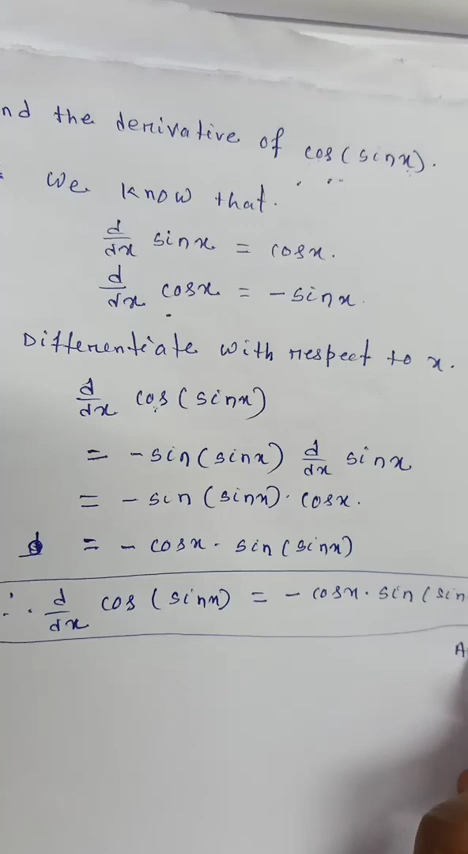 nd the derivative of cos(sinx).
We know that.
d/dx sinx = cosx.
d/dx cosx = -sinx.
Differentiate with respect to x.
d/dx cos(sinx)
= -sin(sinx) d/dx sinx
= -sin(sinx)·cosx.
= - cosx · sin(sinx)
∴ d/dx cos(sinx) = - cosx · sin(sin
A